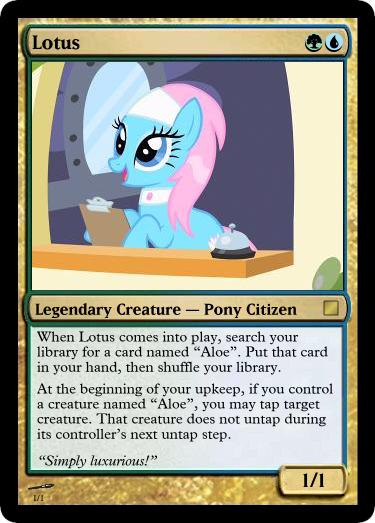 Lotus
Legendary Creature — Pony Citizen
When Lotus comes into play, search your
library for a card named “Aloe”. Put that card
in your hand, then shuffle your library.
At the beginning of your upkeep, if you control
a creature named “Aloe”, you may tap target
creature. That creature does not untap during
its controller’s next untap step.
“Simply luxurious!”
1/1
1/1